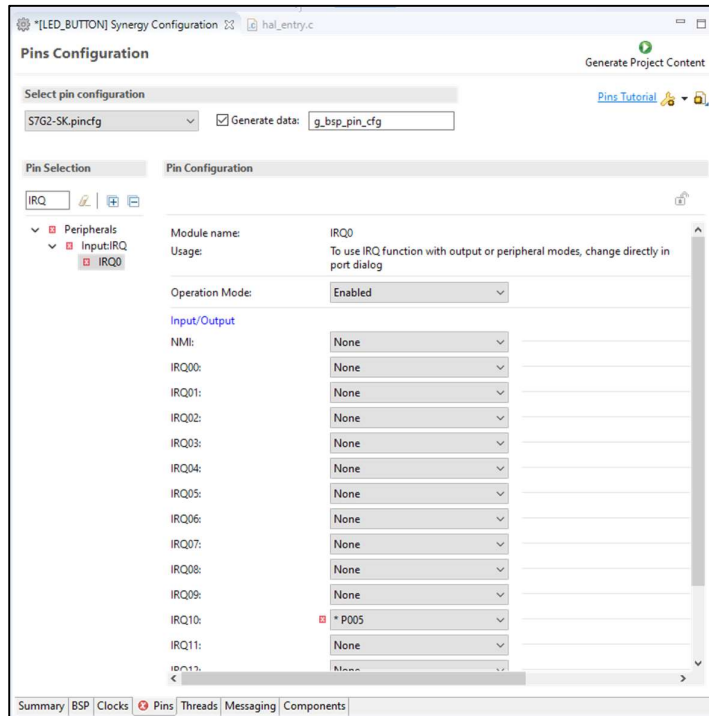 *[LED_BUTTON] Synergy Configuration hal_entry.c
Pins Configuration
Generate Project Content
Select pin configuration
Pins Tutorial
S7G2-SK.pincfg Generate data: g_bsp_pin_cfg
Pin Selection Pin Configuration
IRQ
Peripherals
Input:IRQ
IRQ0
Module name: IRQ0
Usage: To use IRQ function with output or peripheral modes, change directly in
port dialog
Operation Mode: Enabled
Input/Output
NMI: None
IRQ00: None
IRQ01: None
IRQ02: None
IRQ03: None
IRQ04: None
IRQ05: None
IRQ06: None
IRQ07: None
IRQ08: None
IRQ09: None
IRQ10: * P005
IRQ11: None
IRQ12: None
Summary BSP Clocks Pins Threads Messaging Components